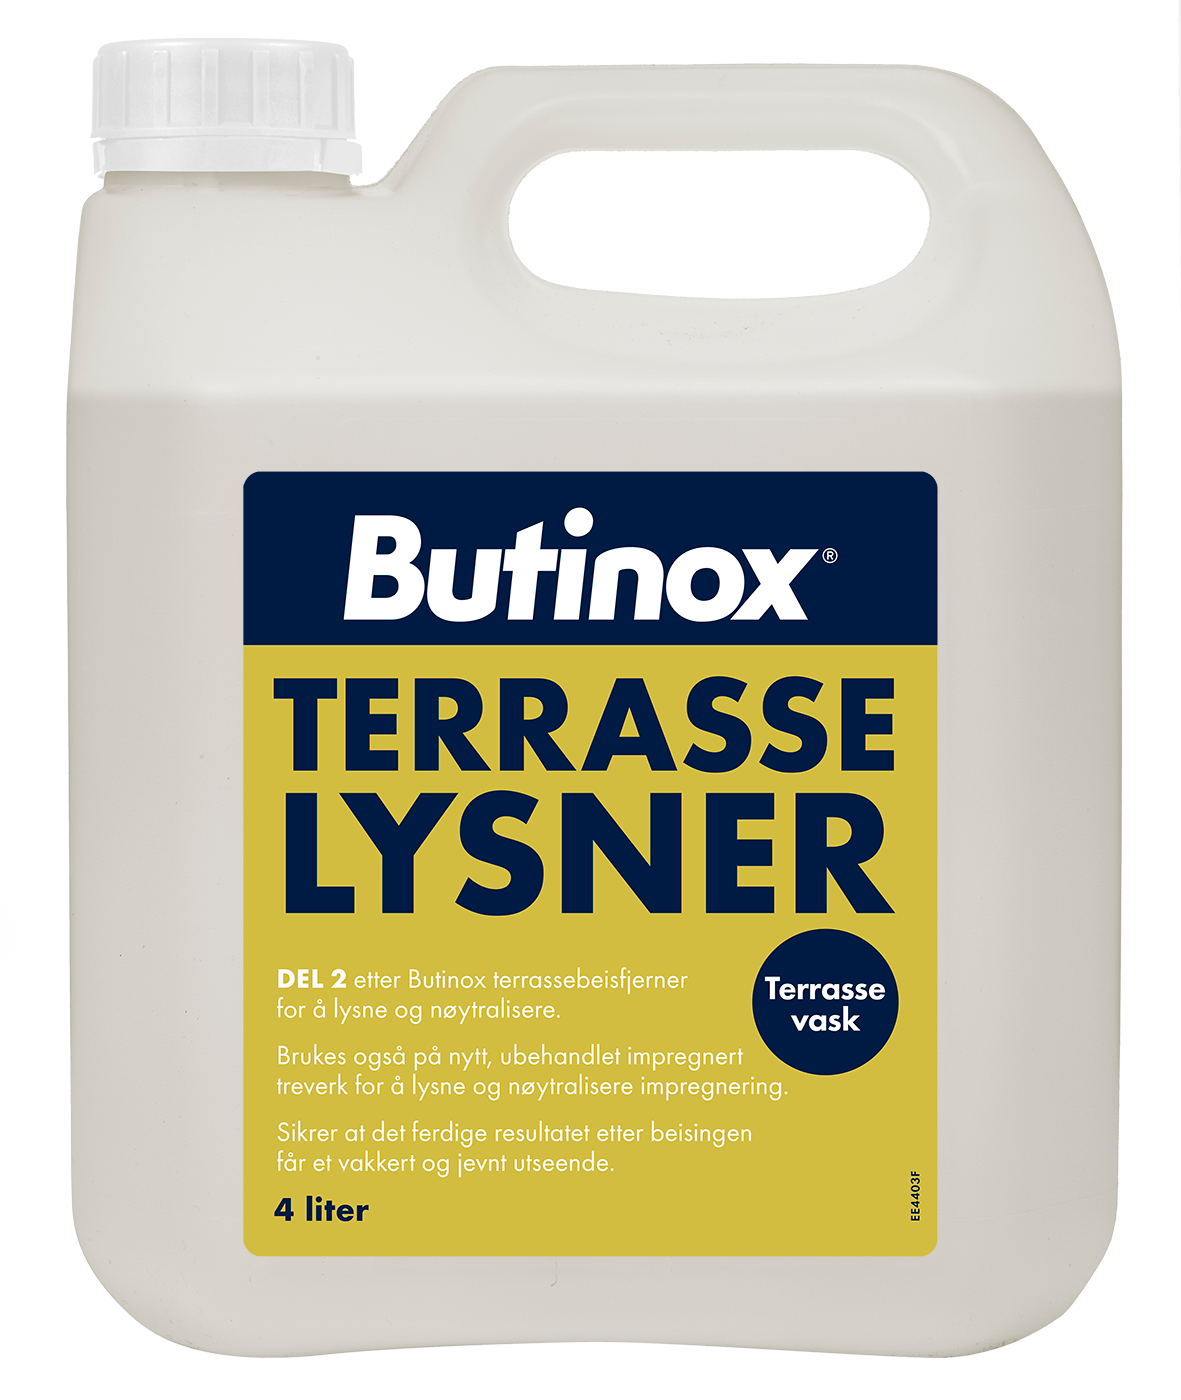 Butinox®
TERRASSE
LYSNER
DEL 2 etter Butinox terrassebeisfjerner
for å lysne og nøytralisere.
Terrasse
vask
Brukes også på nytt, ubehandlet impregnert
treverk for å lysne og nøytralisere impregnering.
Sikrer at det ferdige resultatet etter beisingen
får et vakkert og jevnt utseende.
4 liter
EE4403F